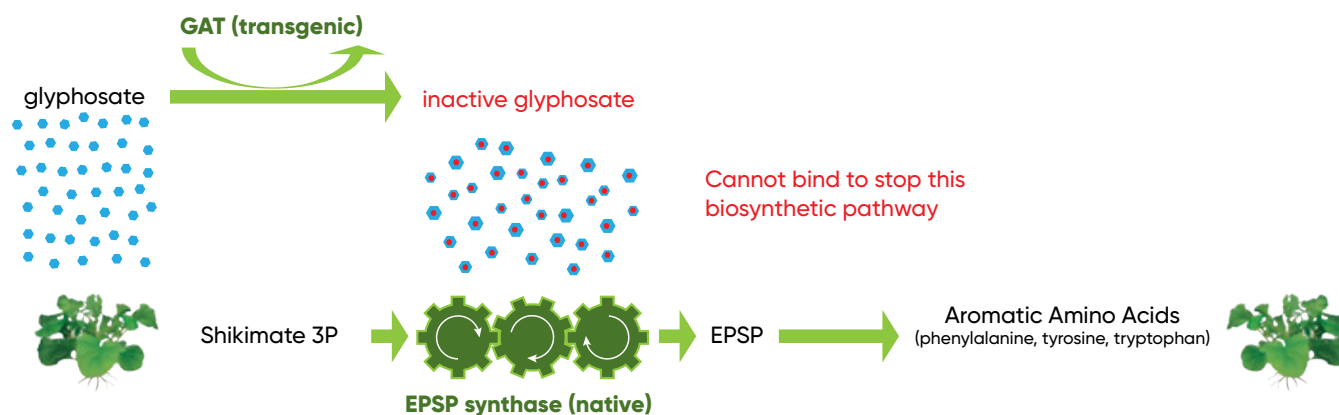 GAT (transgenic)
glyphosate
inactive glyphosate
Cannot bind to stop this
biosynthetic pathway
Shikimate 3P
EPSP
Aromatic Amino Acids
(phenylalanine, tyrosine, tryptophan)
EPSP synthase (native)